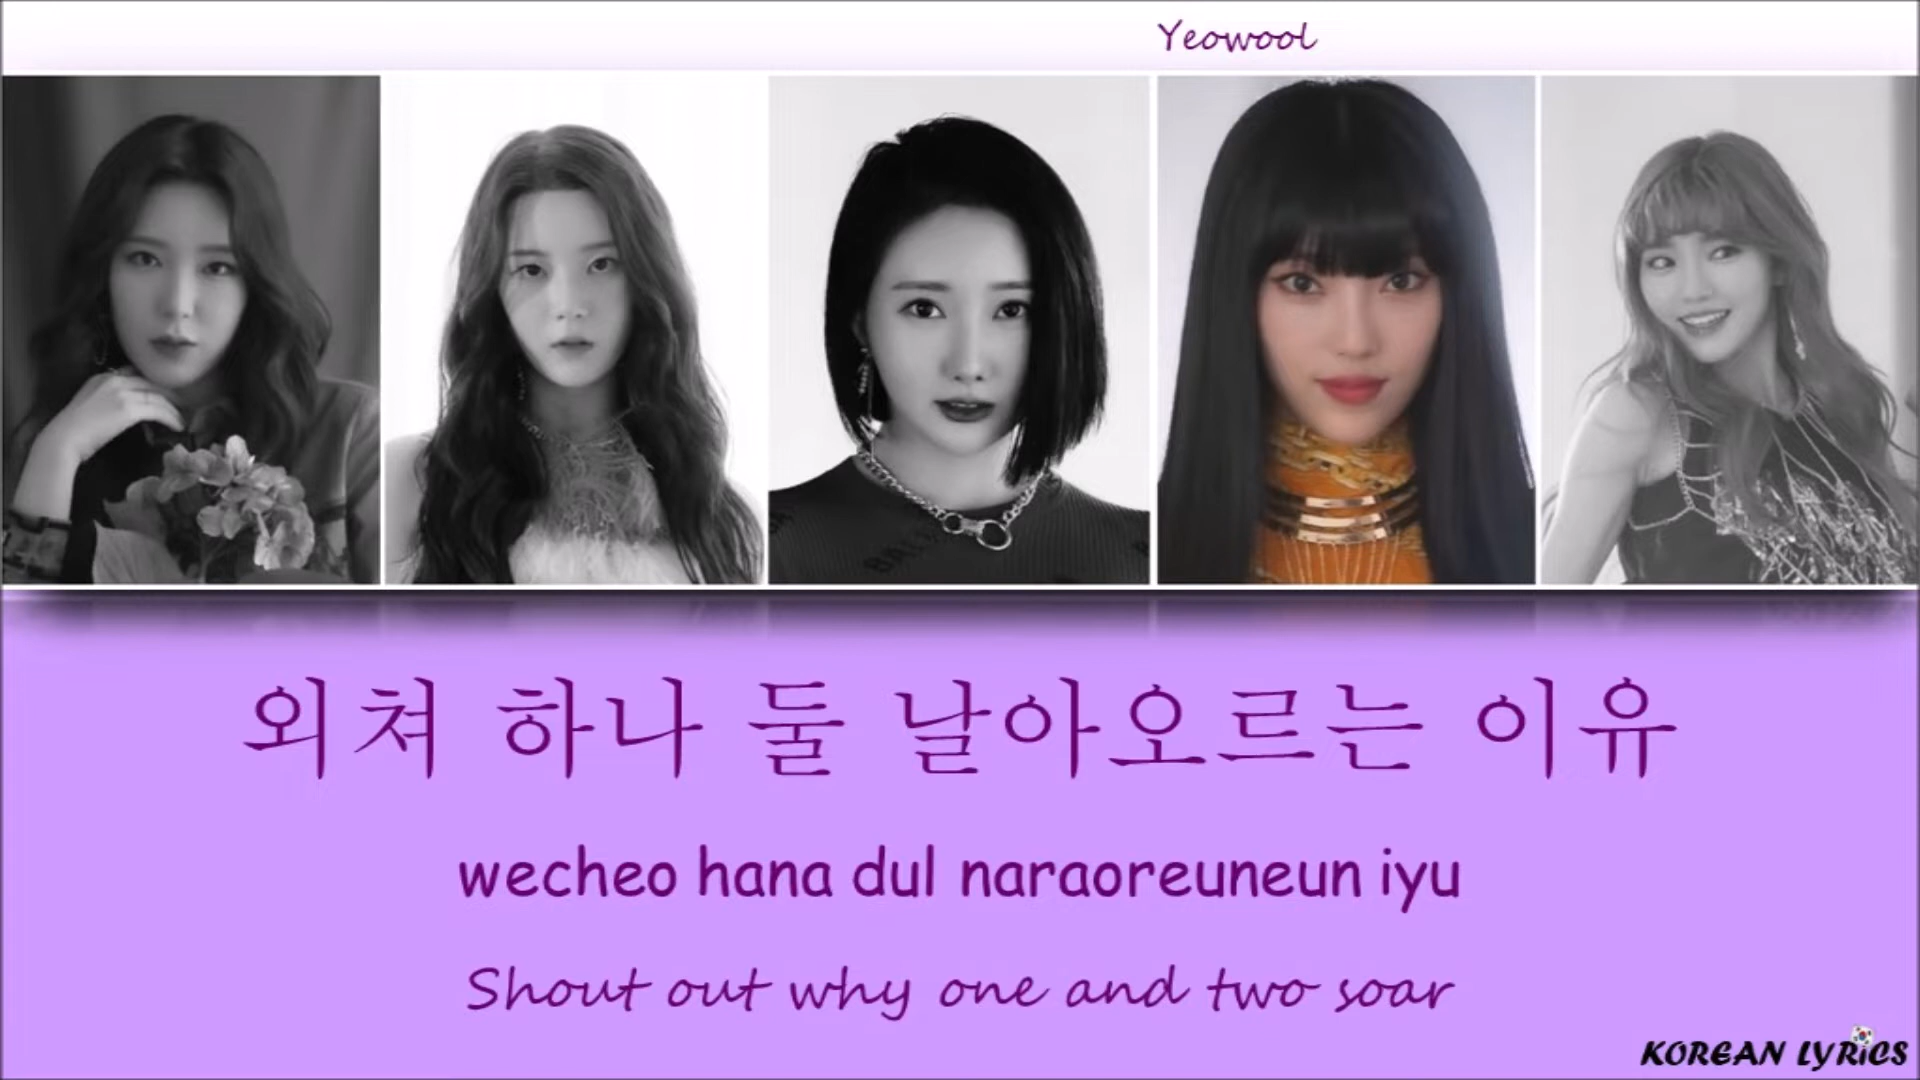 Yeowool
외쳐 하나 둘 날아오르는 이유
wecheo hana dul naraoreuneun iyu
Shout out why one and two soar
KOREAN LYRICS